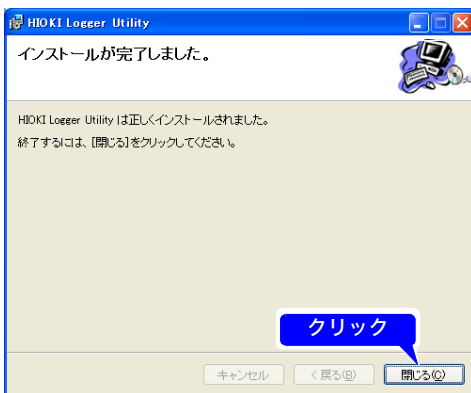 HIOKI Logger Utility
インストールが完了しました。
HIOKI Logger Utility は正しくインストールされました。
終了するには、[閉じる]をクリックしてください。
クリック
キャンセル
< 戻る(B)
閉じる(C)